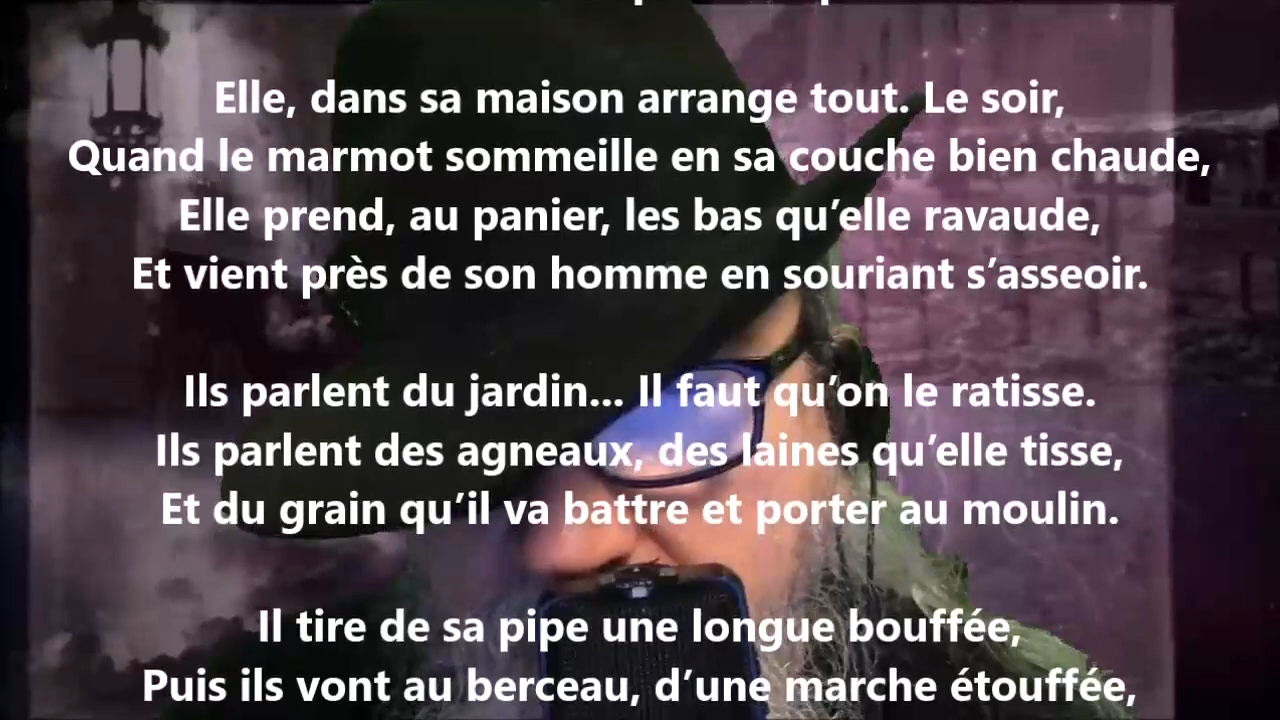 Elle, dans sa maison arrange tout. Le soir,
Quand le marmot sommeille en sa couche bien chaude,
Elle prend, au panier, les bas qu’elle ravaude,
Et vient près de son homme en souriant s’asseoir.
Ils parlent du jardin... Il faut qu’on le ratisse.
Ils parlent des agneaux, des laines qu’elle tisse,
Et du grain qu’il va battre et porter au moulin.
Il tire de sa pipe une longue bouffée,
Puis ils vont au berceau, d’une marche étouffée,